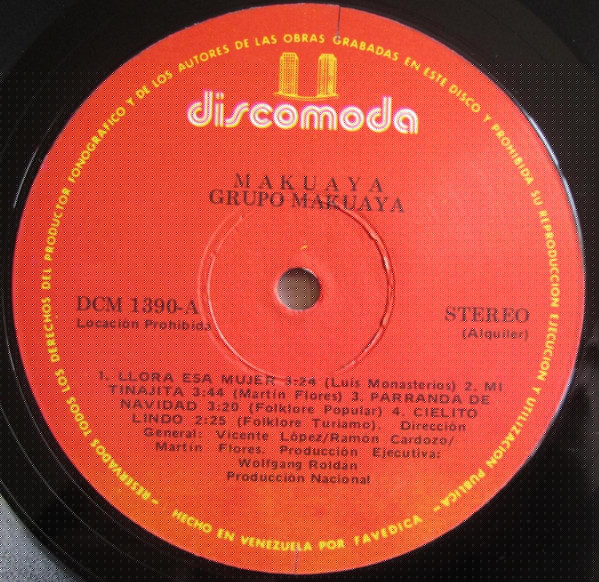 RESERVADOS TODOS LOS DERECHOS DEL PRODUCTOR FONOGRAFICO Y DE LOS AUTORES DE LAS OBRAS GRABADAS EN ESTE DISCO Y PROHIBIDA SU REPRODUCCION EJECUCION Y UTILIZACION PUBLICA
discomoda
MAKUAYA
GRUPO MAKUAYA
DCM 1390-A
Locación Prohibida
STEREO
(Alquiler)
1. LLORA ESA MUJER 3:24 (Luís Monasterios) 2. MI
TINAJITA 3:44 (Martín Flores) 3. PARRANDA DE
NAVIDAD 3:20 (Folklore Popular) 4. CIELITO
LINDO 2:25 (Folklore Turiamo). Dirección
General: Vicente López/Ramón Cardozo/
Martín Flores. Producción Ejecutiva:
Wolfgang Roldán
Producción Nacional
HECHO EN VENEZUELA POR FAVEDICA